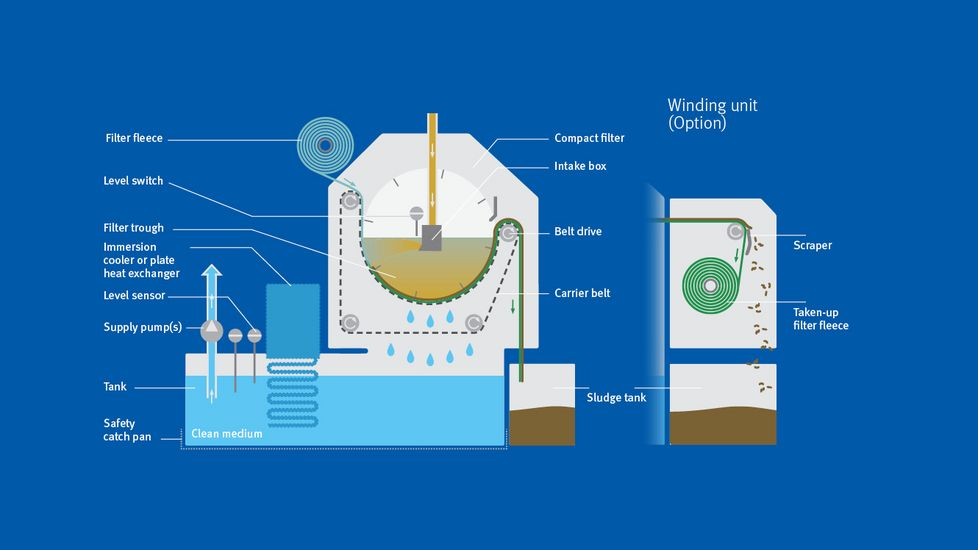 Winding unit
(Option)
Filter fleece
Level switch
Filter trough
Immersion
cooler or plate
heat exchanger
Level sensor
Supply pump(s)
Tank
Safety
catch pan
Clean medium
Compact filter
Intake box
Belt drive
Carrier belt
Sludge tank
Scraper
Taken-up
filter fleece